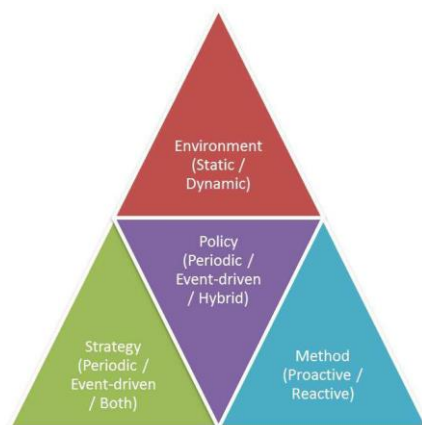 Environment
(Static /
Dynamic)
Policy
(Periodic /
Event-driven
/ Hybrid)
Strategy
(Periodic /
Event-driven
/ Both)
Method
(Proactive /
Reactive)